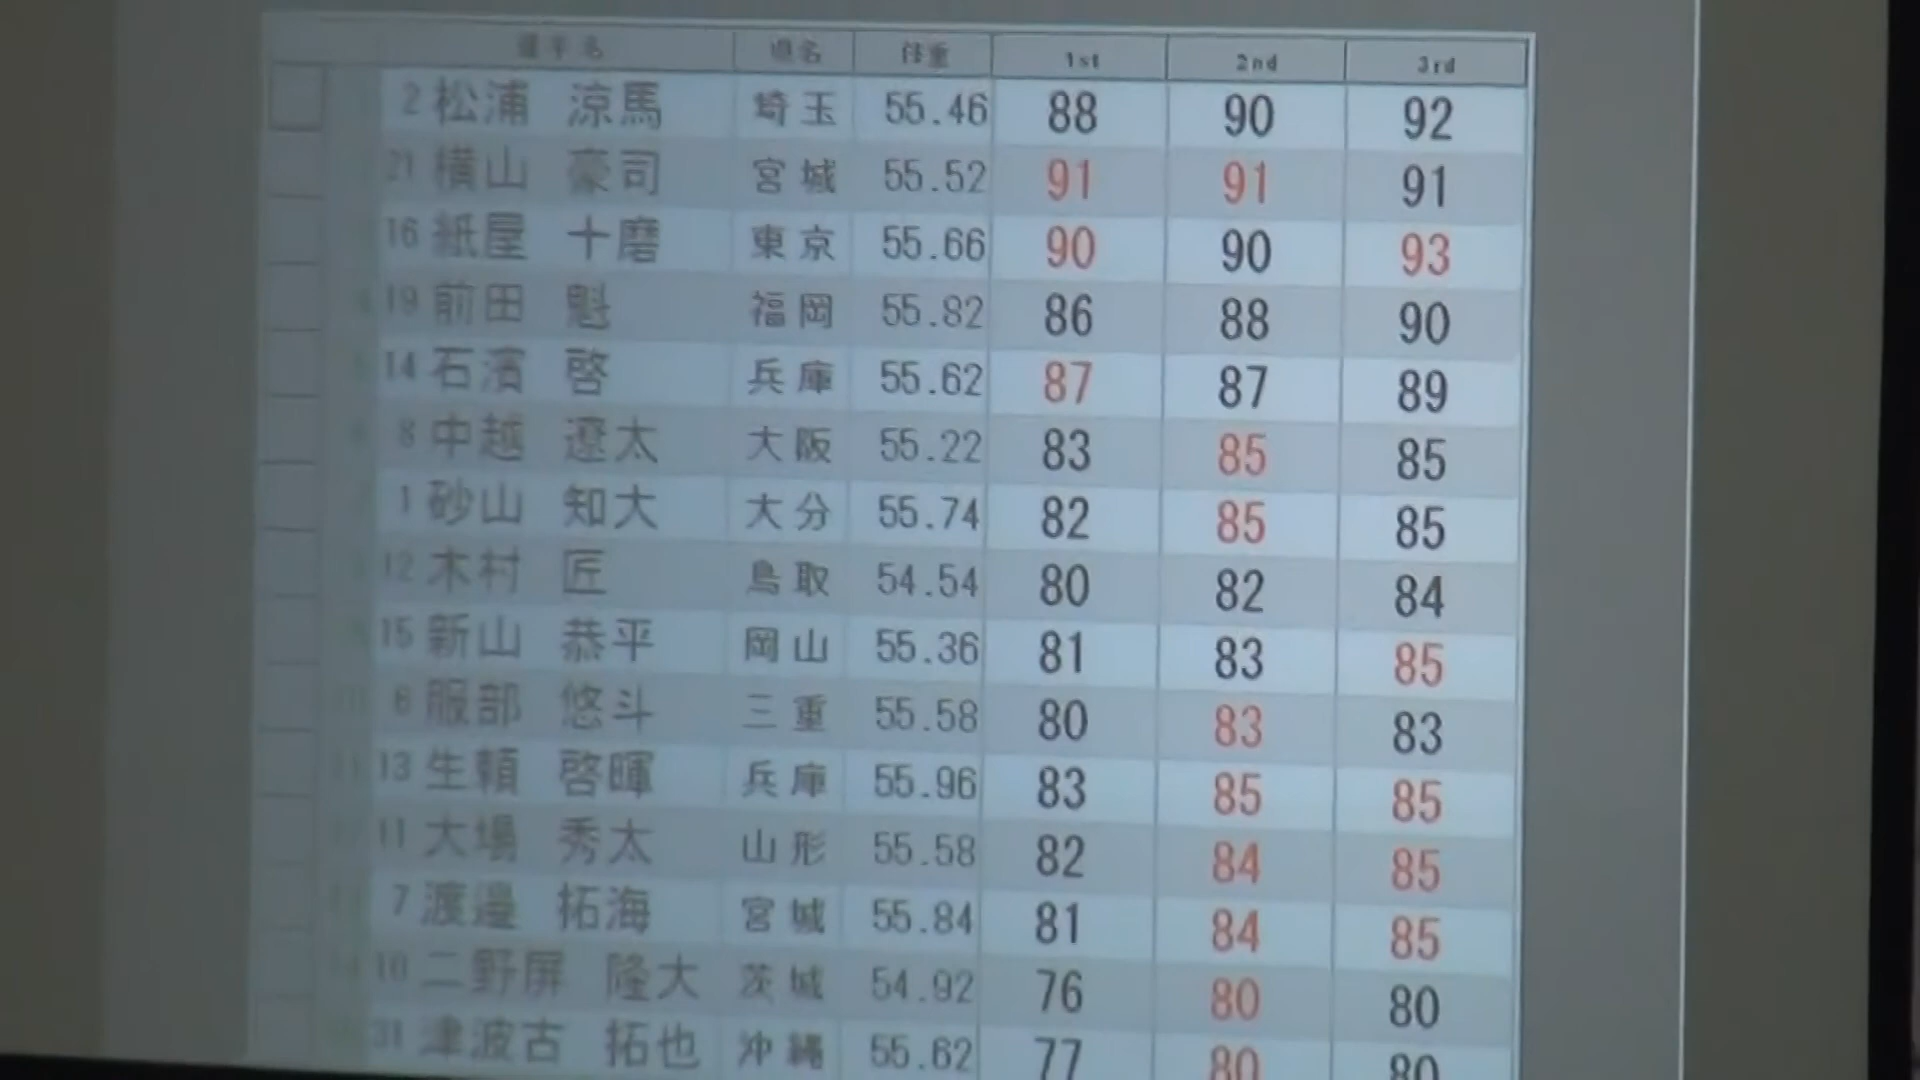 選手名 県名 体重 1st 2nd 3rd
2 松浦 涼馬 埼玉 55.46 88 90 92
21 横山 豪司 宮城 55.52 91 91 91
16 紙屋 十磨 東京 55.66 90 90 93
19 前田 魁 福岡 55.82 86 88 90
14 石濱 啓 兵庫 55.62 87 87 89
8 中越 遼太 大阪 55.22 83 85 85
1 砂山 知大 大分 55.74 82 85 85
12 木村 匠 鳥取 54.54 80 82 84
15 新山 恭平 岡山 55.36 81 83 85
6 服部 悠斗 三重 55.58 80 83 83
13 生頼 啓暉 兵庫 55.96 83 85 85
11 大場 秀太 山形 55.58 82 84 85
7 渡邉 拓海 宮城 55.84 81 84 85
10 二野屏 隆大 茨城 54.92 76 80 80
31 津波古 拓也 沖縄 55.62 77 80 80